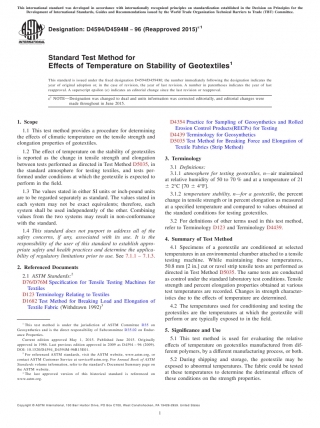 This international standard was developed in accordance with internationally recognized principles on standardization established in the Decision on Principles for the
Development of International Standards, Guides and Recommendations issued by the World Trade Organization Technical Barriers to Trade (TBT) Committee.
Designation: D4594/D4594M − 96 (Reapproved 2015)
Standard Test Method for
Effects of Temperature on Stability of Geotextiles1
This standard is issued under the fixed designation D4594/D4594M; the number immediately following the designation indicates the
year of original adoption or, in the case of revision, the year of last revision. A number in parentheses indicates the year of last
reapproval. A superscript epsilon (ε) indicates an editorial change since the last revision or reapproval.
ε1 NOTE—Designation was changed to dual and units information was corrected editorially, and editorial changes were
made throughout in June 2015.
1. Scope
1.1 This test method provides a procedure for determining
the effects of climatic temperature on the tensile strength and
elongation properties of geotextiles.
1.2 The effect of temperature on the stability of geotextiles
is reported as the change in tensile strength and elongation
between tests performed as directed in Test Method D5035, in
the standard atmosphere for testing textiles, and tests per-
formed under conditions at which the geotextile is expected to
perform in the field.
1.3 The values stated in either SI units or inch-pound units
are to be regarded separately as standard. The values stated in
each system may not be exact equivalents; therefore, each
system shall be used independently of the other. Combining
values from the two systems may result in non-conformance
with the standard.
1.4 This standard does not purport to address all of the
safety concerns, if any, associated with its use. It is the
responsibility of the user of this standard to establish appro-
priate safety and health practices and determine the applica-
bility of regulatory limitations prior to use. See 7.1.1 – 7.1.3.
2. Referenced Documents
2.1 ASTM Standards:2
D76/D76M Specification for Tensile Testing Machines for
Textiles
D123 Terminology Relating to Textiles
D1682 Test Method for Breaking Load and Elongation of
Textile Fabric (Withdrawn 1992)3
1 This test method is under the jurisdiction of ASTM Committee D35 on
Geosynthetics and is the direct responsibility of Subcommittee D35.02 on Endur-
ance Properties.
Current edition approved May 1, 2015. Published June 2015. Originally
approved in 1996. Last previous edition approved in 2009 as D4594 – 96 (2009).
DOI: 10.1520/D4594_D4594M-96R15E01.
2 For referenced ASTM standards, visit the ASTM website, www.astm.org, or
contact ASTM Customer Service at service@astm.org. For Annual Book of ASTM
Standards volume information, refer to the standard's Document Summary page on
the ASTM website.
3 The last approved version of this historical standard is referenced on
www.astm.org.
D4354 Practice for Sampling of Geosynthetics and Rolled
Erosion Control Products(RECPs) for Testing
D4439 Terminology for Geosynthetics
D5035 Test Method for Breaking Force and Elongation of
Textile Fabrics (Strip Method)
3. Terminology
3.1 Definitions:
3.1.1 atmosphere for testing geotextiles, n—air maintained
at relative humidity of 50 to 70 % and at a temperature of 21
± 2°C [70 ± 4°F].
3.1.2 temperature stability, n—for a geotextile, the percent
change in tensile strength or in percent elongation as measured
at a specified temperature and compared to values obtained at
the standard conditions for testing geotextiles.
3.2 For definitions of other terms used in this test method,
refer to Terminology D123 and Terminology D4439.
4. Summary of Test Method
4.1 Specimens of a geotextile are conditioned at selected
temperatures in an environmental chamber attached to a tensile
testing machine. While maintaining these temperatures,
50.8 mm [2 in.] cut or ravel strip tensile tests are performed as
directed in Test Method D5035. The same tests are conducted
as control under the standard laboratory test conditions. Tensile
strength and percent elongation properties obtained at various
test temperatures are recorded. Changes in strength character-
istics due to the effects of temperature are determined.
4.2 The temperatures used for conditioning and testing the
geotextiles are the temperatures at which the geotextile will
perform or are typically exposed to in the field.
5. Significance and Use
5.1 This test method is used for evaluating the relative
effects of temperature on geotextiles manufactured from dif-
ferent polymers, by a different manufacturing process, or both.
5.2 During shipping and storage, the geotextile may be
exposed to abnormal temperatures. The fabric could be tested
at these temperatures to determine the detrimental effects of
these conditions on the strength properties.
Copyright © ASTM International, 100 Barr Harbor Drive, PO Box C700, West Conshohocken, PA 19428-2959. United States
1